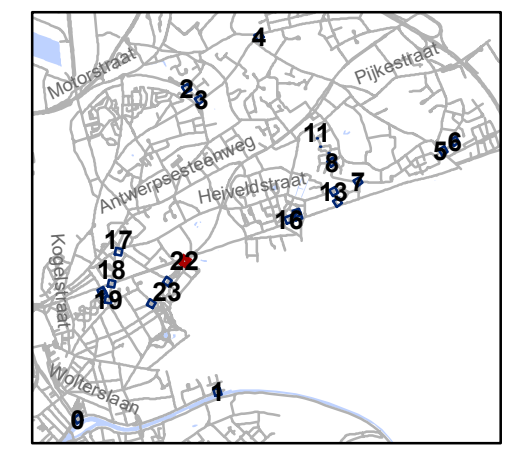 4
Motorstraat
Pijkestraat
2
3
11
6
5
Antwerpsesteenweg
8
7
Heiveldstraat
13
16
17
22
Kogelstraat
18
23
19
Wolterslaan
1
0